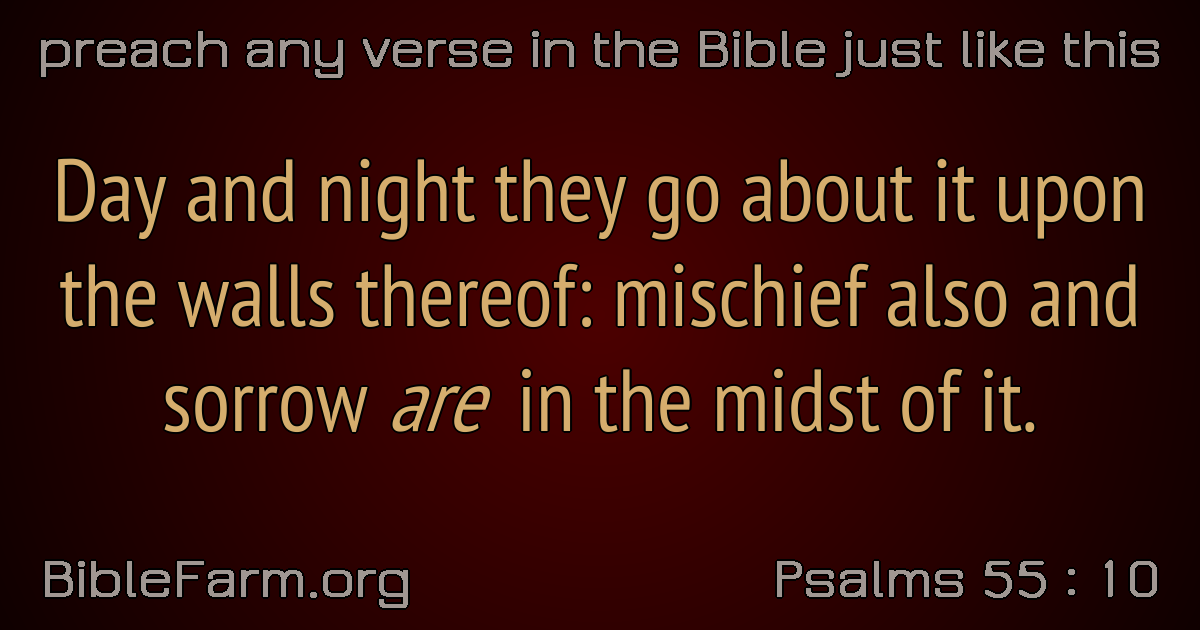 preach any verse in the Bible just like this
Day and night they go about it upon
the walls thereof: mischief also and
sorrow are in the midst of it.
BibleFarm.org
Psalms 55 : 10